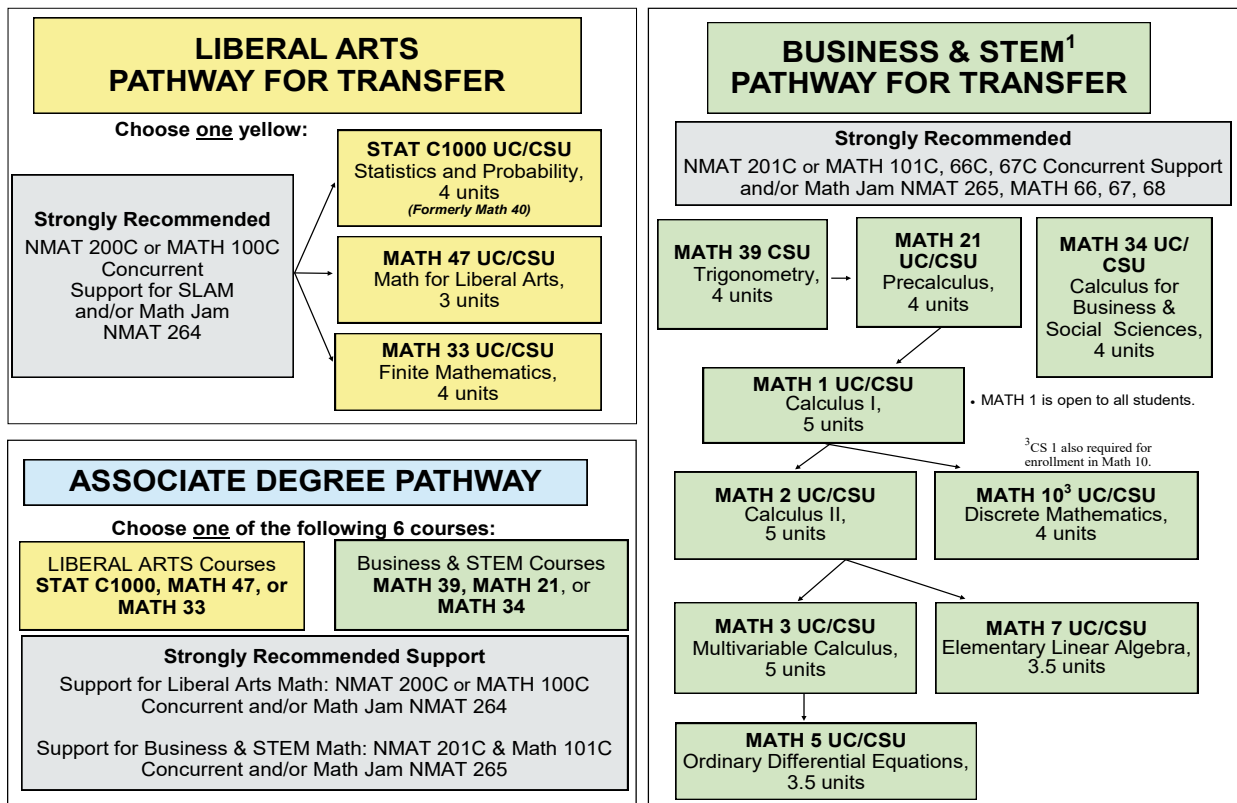 LIBERAL ARTS
PATHWAY FOR TRANSFER
Choose one yellow:
Strongly Recommended
NMAT 200C or MATH 100C
Concurrent
Support for SLAM
and/or Math Jam
NMAT 264
STAT C1000 UC/CSU
Statistics and Probability,
4 units
(Formerly Math 40)
MATH 47 UC/CSU
Math for Liberal Arts,
3 units
MATH 33 UC/CSU
Finite Mathematics,
4 units
ASSOCIATE DEGREE PATHWAY
Choose one of the following 6 courses:
LIBERAL ARTS Courses
STAT C1000, MATH 47, or
MATH 33
Business & STEM Courses
MATH 39, MATH 21, or
MATH 34
Strongly Recommended Support
Support for Liberal Arts Math: NMAT 200C or MATH 100C
Concurrent and/or Math Jam NMAT 264
Support for Business & STEM Math: NMAT 201C & Math 101C
Concurrent and/or Math Jam NMAT 265
BUSINESS & STEM¹
PATHWAY FOR TRANSFER
Strongly Recommended
NMAT 201C or MATH 101C, 66C, 67C Concurrent Support
and/or Math Jam NMAT 265, MATH 66, 67, 68
MATH 39 CSU
Trigonometry,
4 units
MATH 21
UC/CSU
Precalculus,
4 units
MATH 34 UC/
CSU
Calculus for
Business &
Social Sciences,
4 units
MATH 1 UC/CSU
Calculus I,
5 units
• MATH 1 is open to all students.
³CS 1 also required for
enrollment in Math 10.
MATH 2 UC/CSU
Calculus II,
5 units
MATH 10³ UC/CSU
Discrete Mathematics,
4 units
MATH 3 UC/CSU
Multivariable Calculus,
5 units
MATH 7 UC/CSU
Elementary Linear Algebra,
3.5 units
MATH 5 UC/CSU
Ordinary Differential Equations,
3.5 units